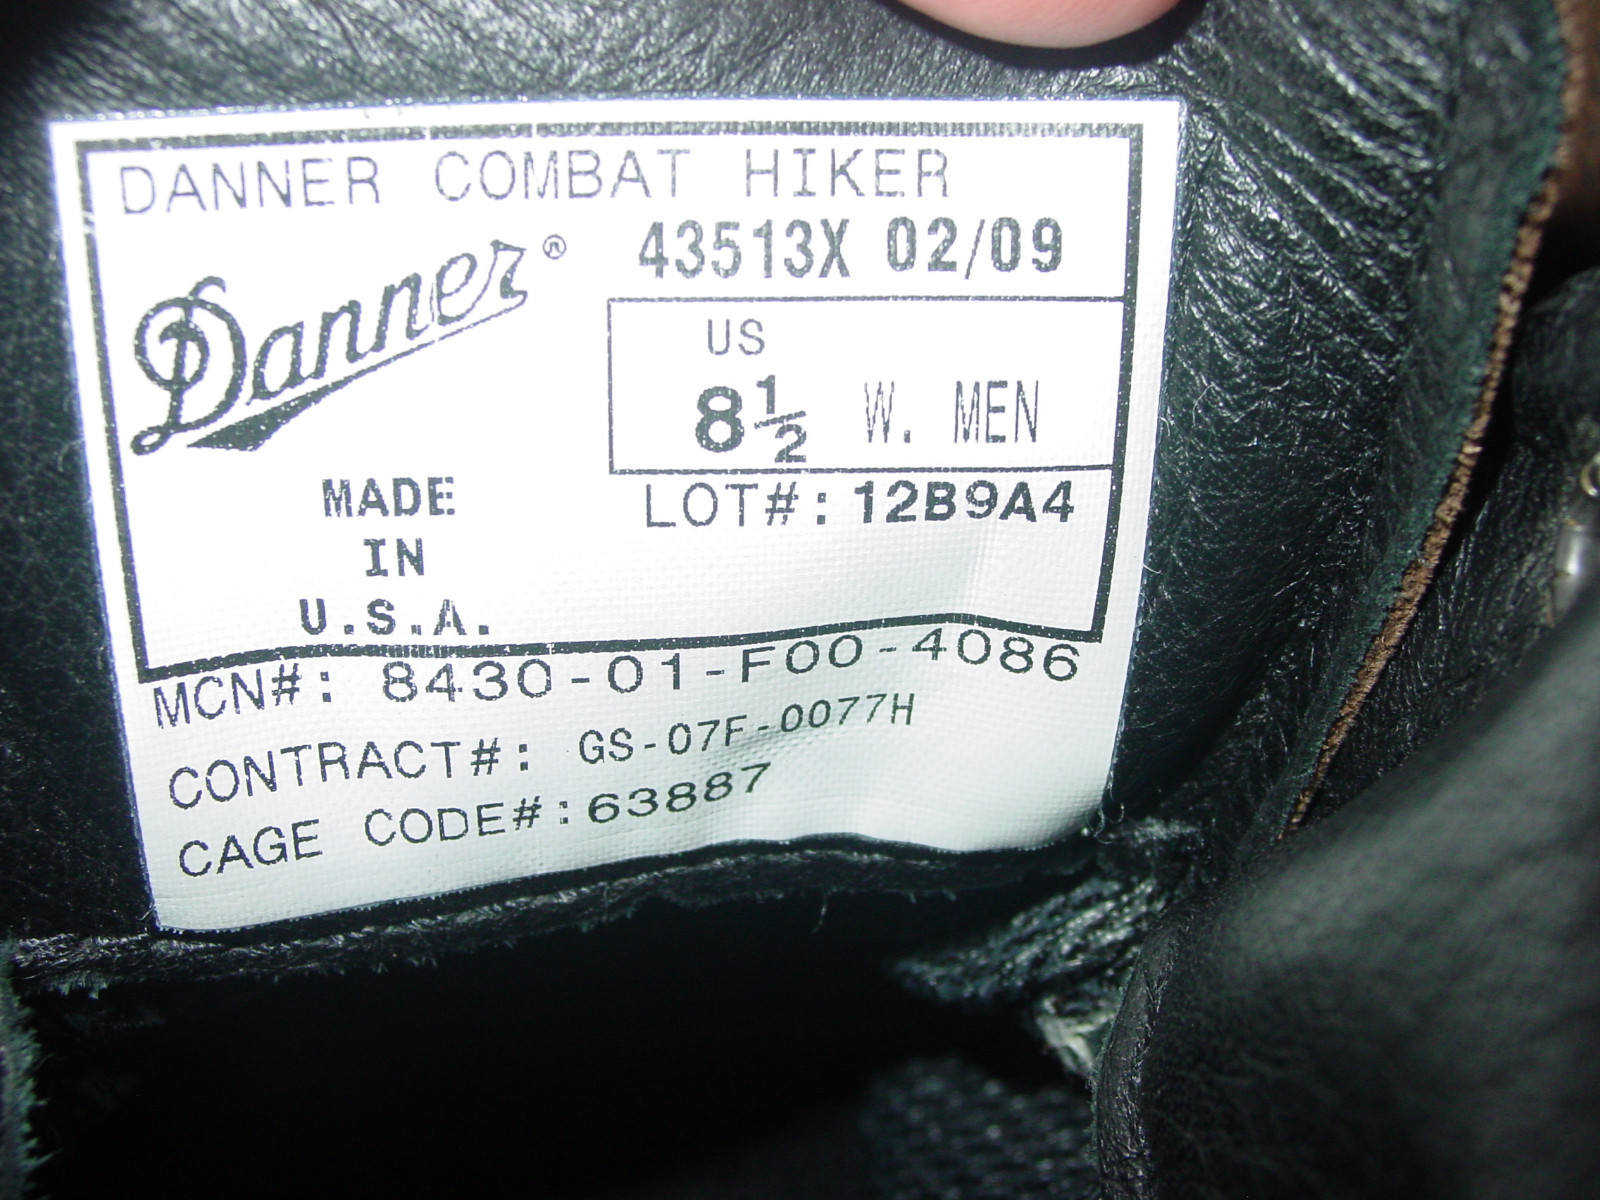 DANNER COMBAT HIKER
Danner®
43513X 02/09
US
8½ W. MEN
MADE
IN
U.S.A.
LOT#: 12B9A4
MCN#: 8430-01-F00-4086
CONTRACT#: GS-07F-0077H
CAGE CODE#: 63887